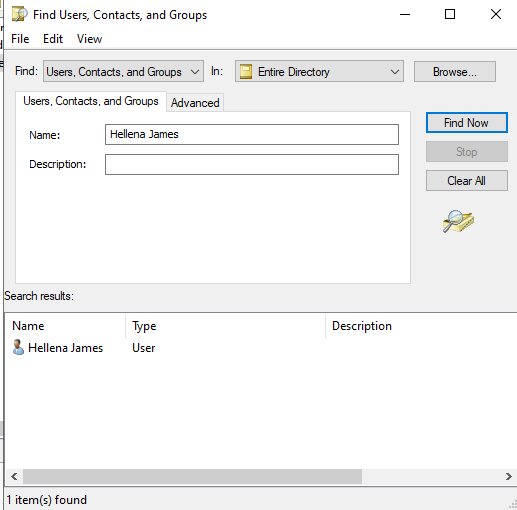 Find Users, Contacts, and Groups
File Edit View
Find: Users, Contacts, and Groups In: Entire Directory Browse...
Users, Contacts, and Groups Advanced
Name: Hellena James
Description:
Find Now
Stop
Clear All
Search results:
Name Type Description
Hellena James User
1 item(s) found